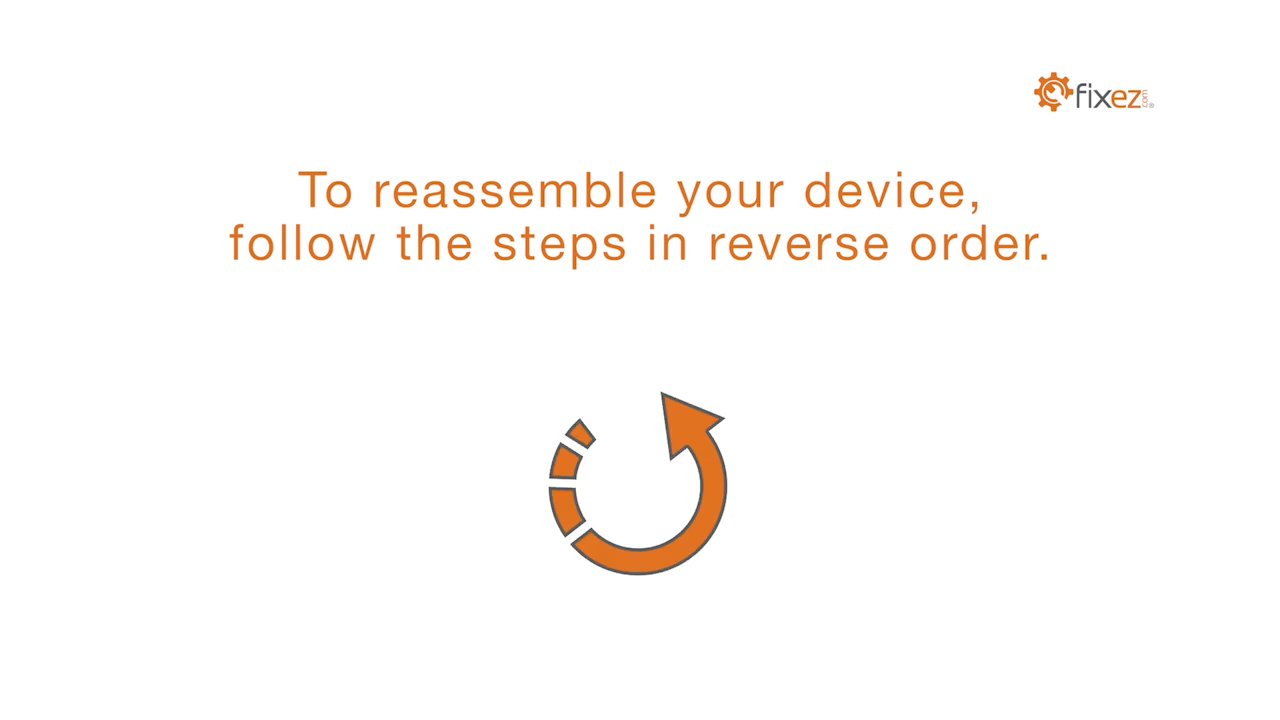 fixez.com®
To reassemble your device,
follow the steps in reverse order.